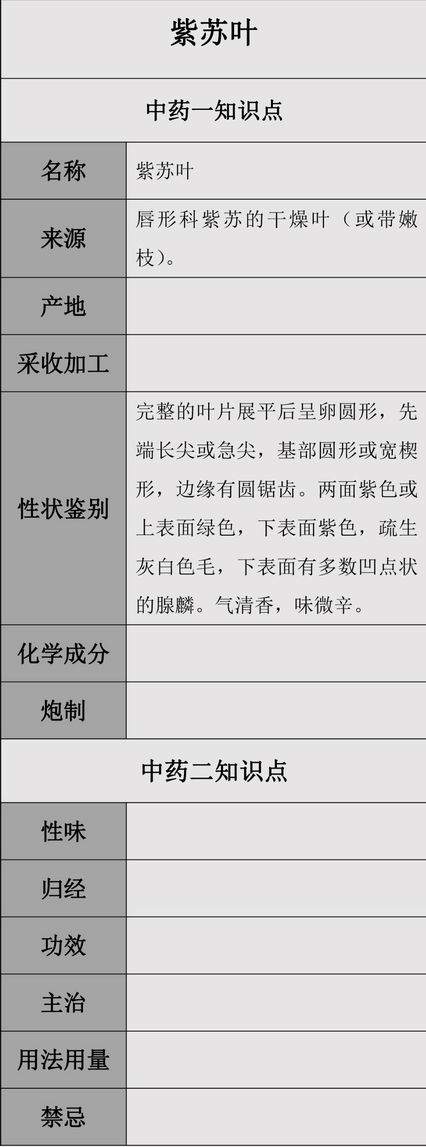 紫苏叶
中药一知识点
名称
紫苏叶
来源
唇形科紫苏的干燥叶（或带嫩
枝）。
产地
采收加工
性状鉴别
完整的叶片展平后呈卵圆形，先
端长尖或急尖，基部圆形或宽楔
形，边缘有圆锯齿。两面紫色或
上表面绿色，下表面紫色，疏生
灰白色毛，下表面有多数凹点状
的腺麟。气清香，味微辛。
化学成分
炮制
中药二知识点
性味
归经
功效
主治
用法用量
禁忌